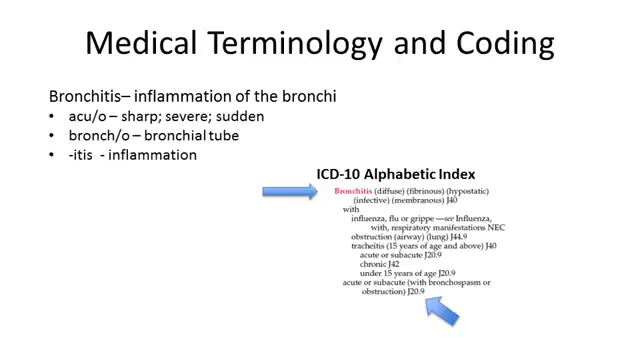 Medical Terminology and Coding
Bronchitis– inflammation of the bronchi
• acu/o – sharp; severe; sudden
• bronch/o – bronchial tube
• -itis - inflammation
ICD-10 Alphabetic Index
Bronchitis (diffuse) (fibrinous) (hypostatic)
(infective) (membranous) J40
with
influenza, flu or grippe —see Influenza,
with, respiratory manifestations NEC
obstruction (airway) (lung) J44.9
tracheitis (15 years of age and above) J40
acute or subacute J20.9
chronic J42
under 15 years of age J20.9
acute or subacute (with bronchospasm or
obstruction) J20.9